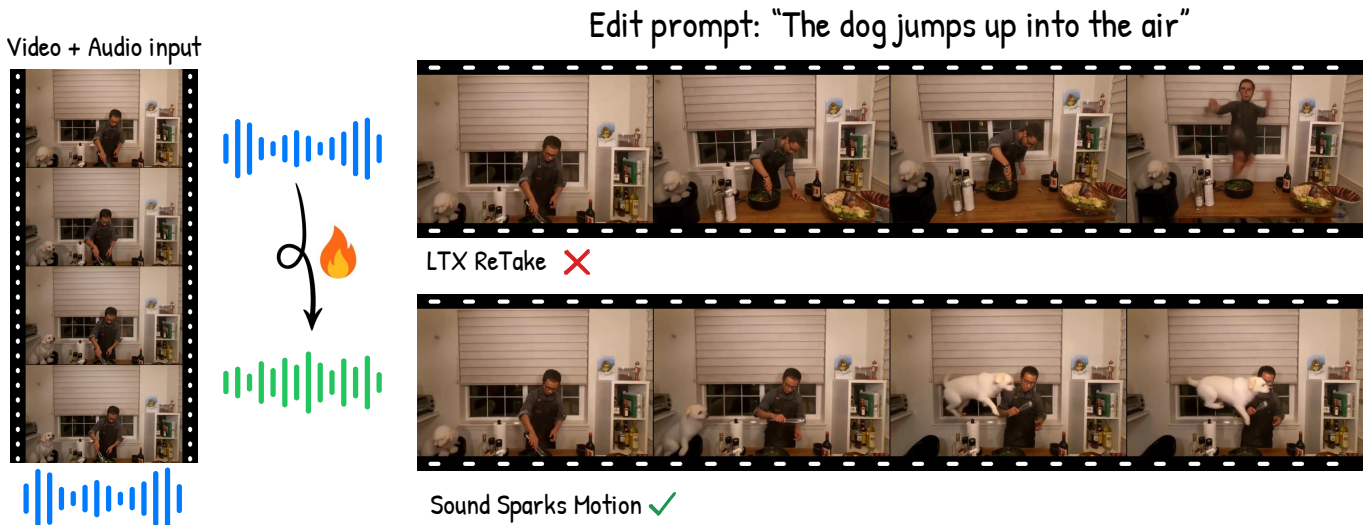 Edit prompt: “The dog jumps up into the air”
Video + Audio input
LTX ReTake
Sound Sparks Motion